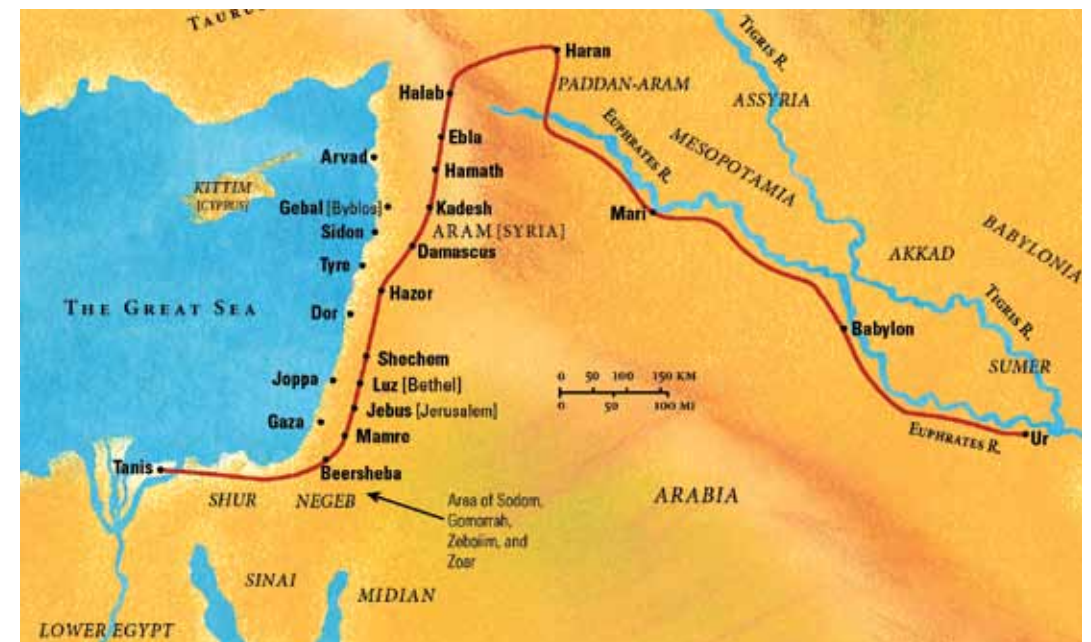 TAURU
Haran
TIGRIS R.
PADDAN-ARAM
ASSYRIA
Halab
EUPHRATES R.
MESOPOTAMIA
Ebla
Arvad
Hamath
KITTIM
[CYPRUS]
Gebal [Byblos]
Kadesh
Mari
BABYLONIA
Sidon
ARAM [SYRIA]
Damascus
AKKAD
Tyre
Hazor
TIGRIS R.
THE GREAT SEA
Dor
Babylon
Shechem
SUMER
Joppa
Luz [Bethel]
0 50 100 150 KM
0 50 100 MI
Jebus [Jerusalem]
Gaza
Mamre
EUPHRATES R.
Ur
Tanis
Beersheba
SHUR
NEGEB
Area of Sodom,
Gomorrah,
Zeboiim, and
Zoar
ARABIA
SINAI
MIDIAN
LOWER EGYPT